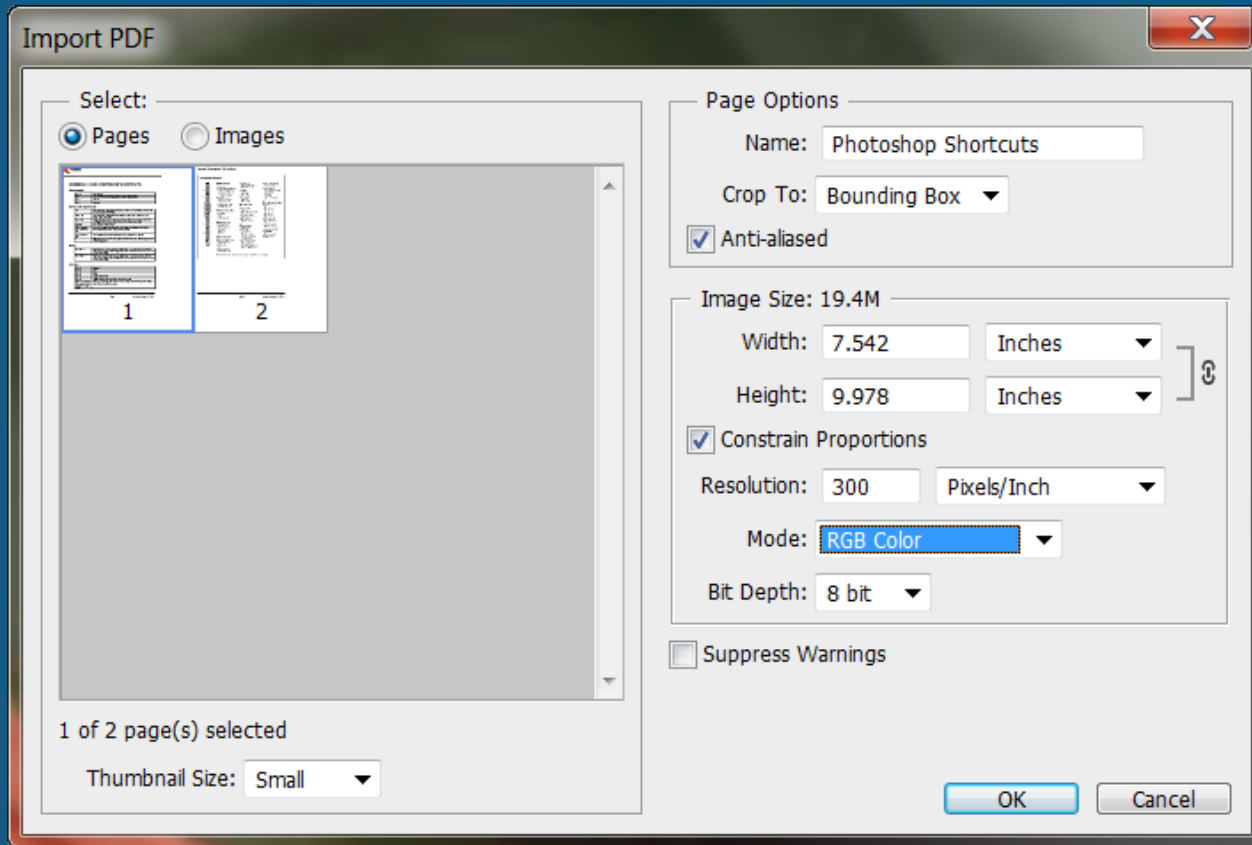 Import PDF
Select:
Pages Images
1 2
1 of 2 page(s) selected
Thumbnail Size: Small
Page Options
Name: Photoshop Shortcuts
Crop To: Bounding Box
Anti-aliased
Image Size: 19.4M
Width: 7.542 Inches
Height: 9.978 Inches
Constrain Proportions
Resolution: 300 Pixels/Inch
Mode: RGB Color
Bit Depth: 8 bit
Suppress Warnings
OK Cancel